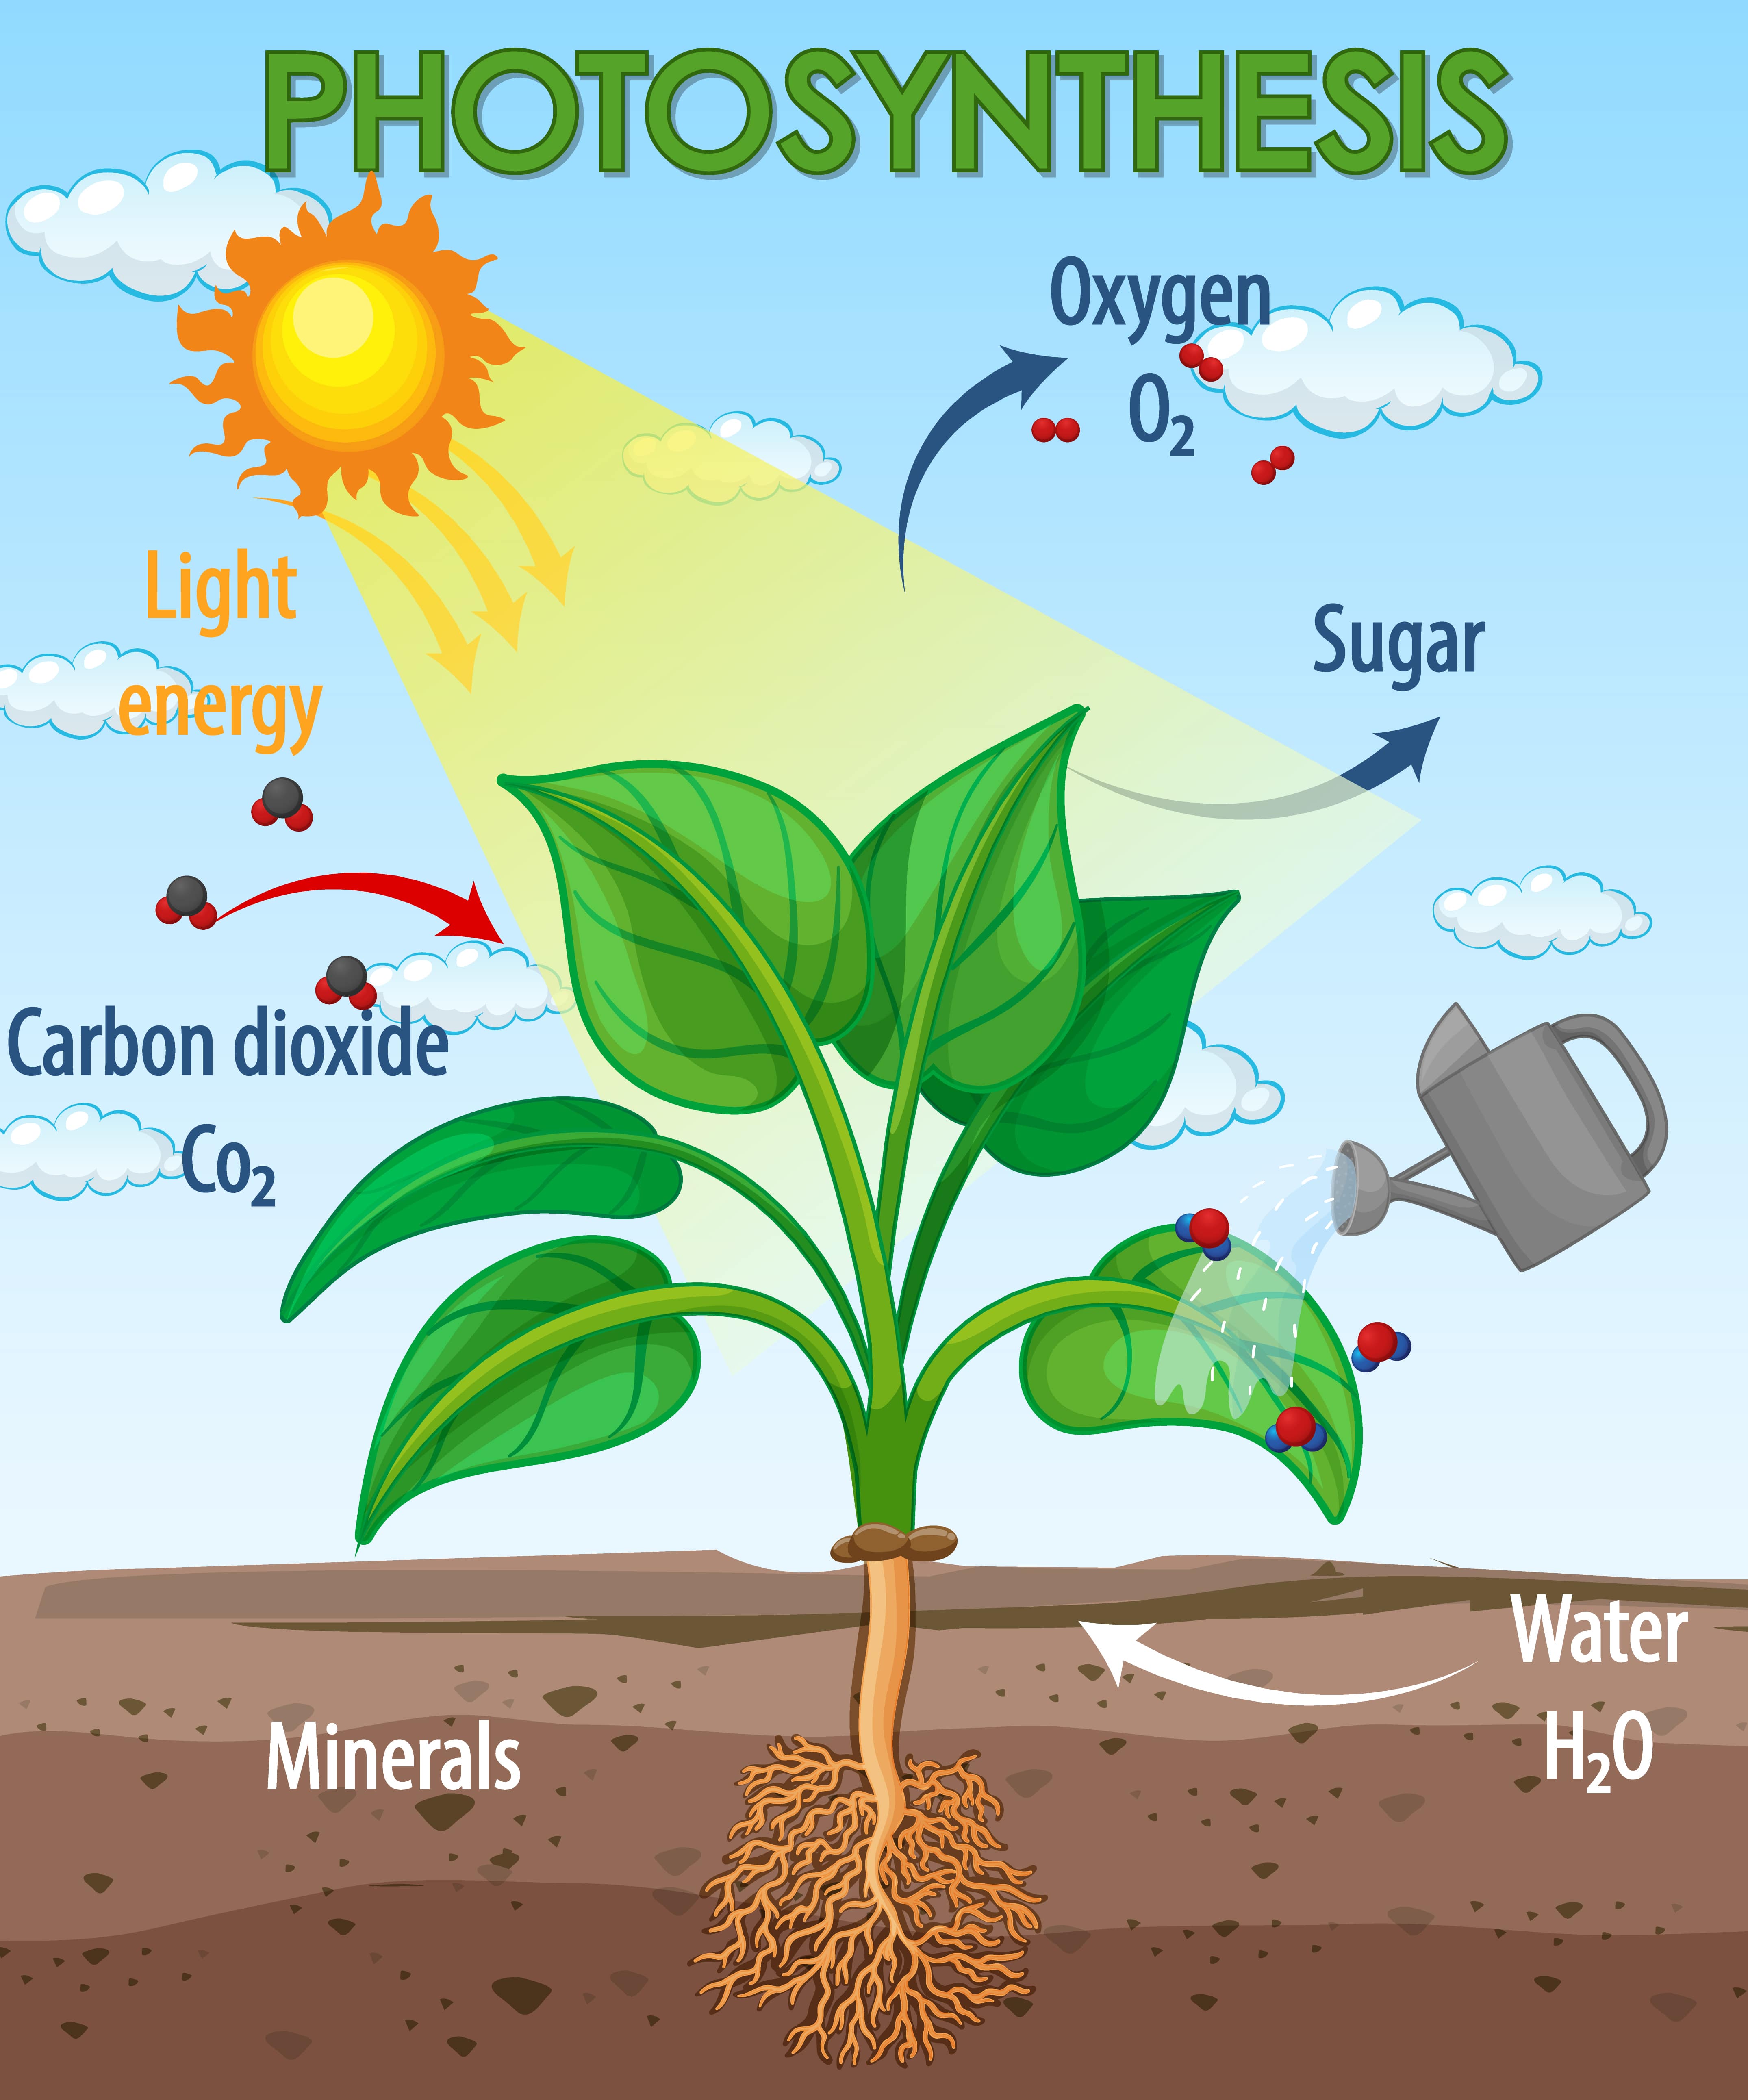 PHOTOSYNTHESIS
Oxygen
O₂
Light
energy
Sugar
Carbon dioxide
Co₂
Water
H₂O
Minerals